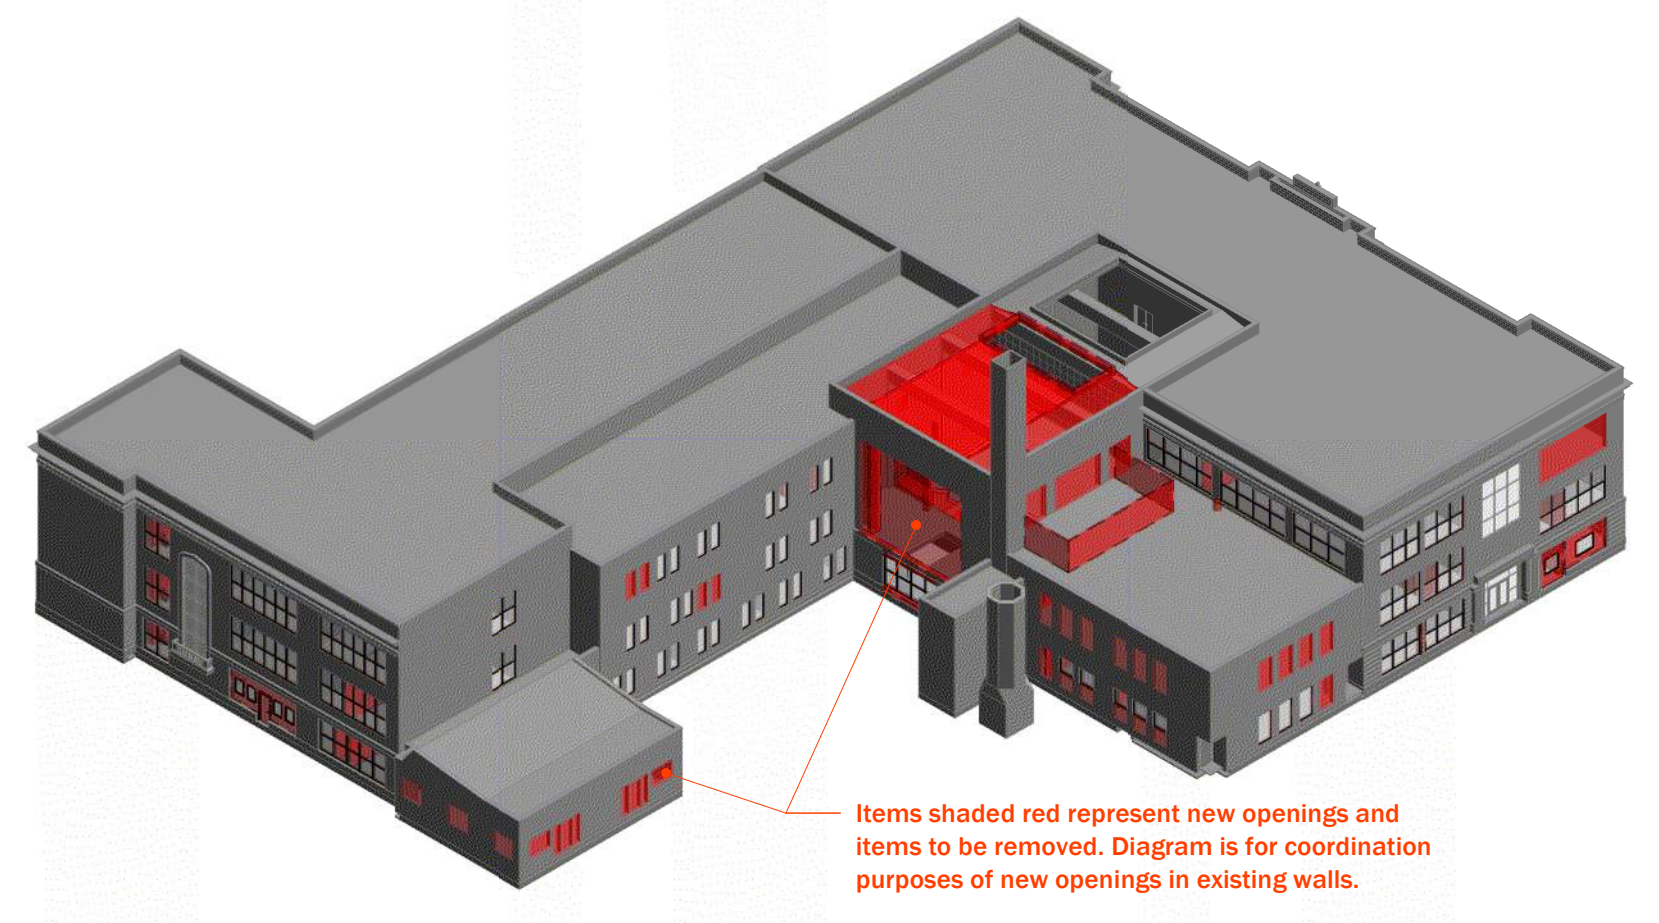 Items shaded red represent new openings and
items to be removed. Diagram is for coordination
purposes of new openings in existing walls.